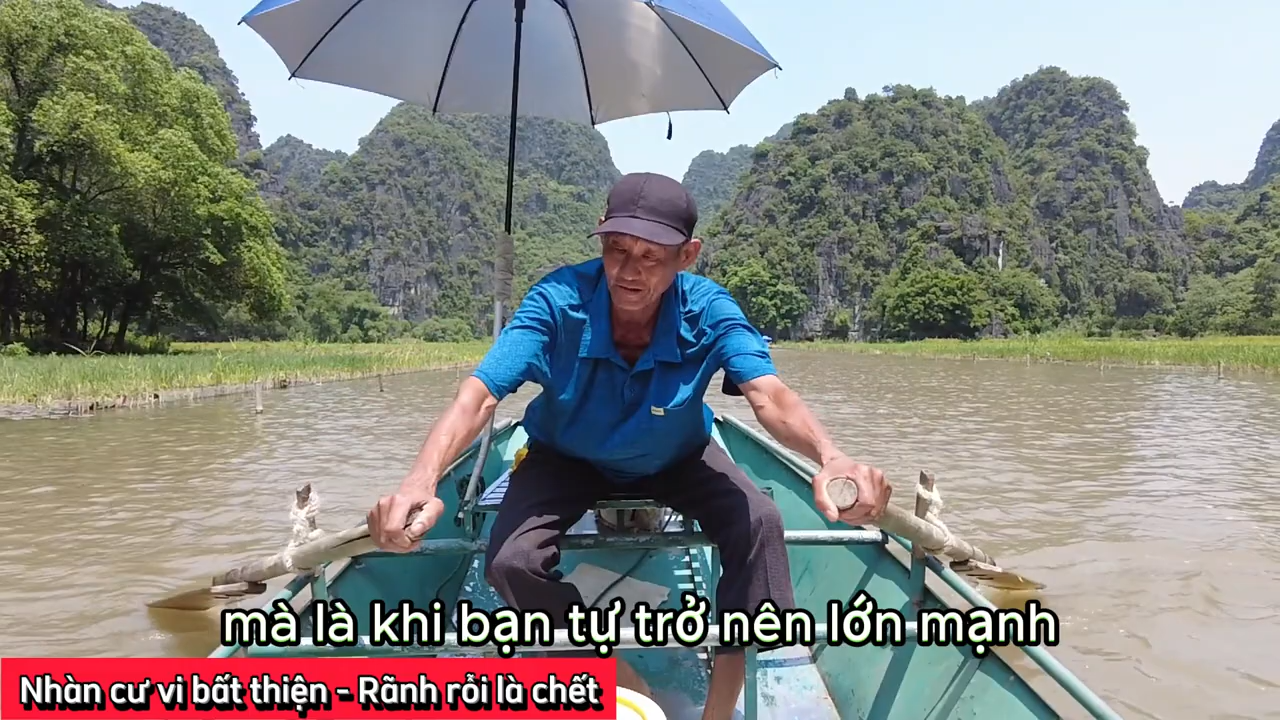 mà là khi bạn tự trở nên lớn mạnh
Nhàn cư vi bất thiện - Rãnh rỗi là chết